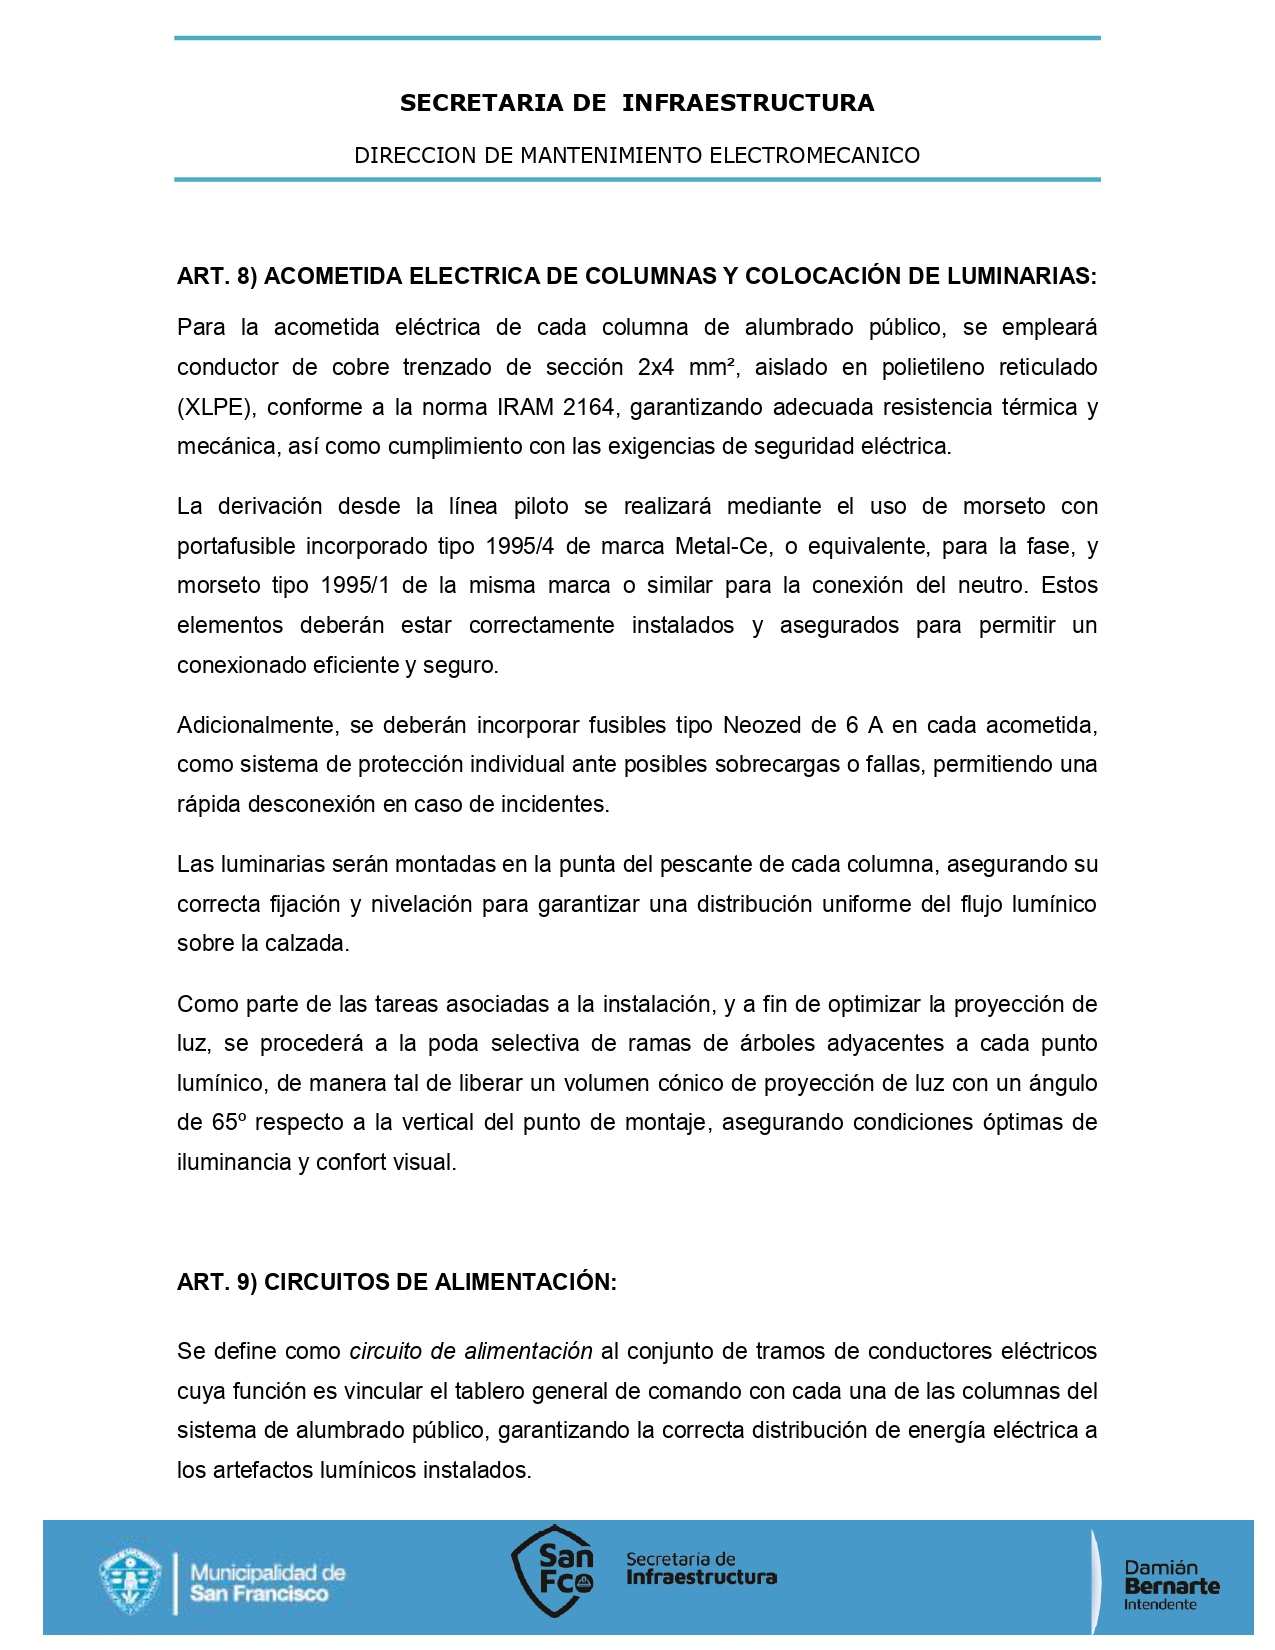 SECRETARIA DE  INFRAESTRUCTURA
DIRECCION DE MANTENIMIENTO ELECTROMECANICO
ART. 8) ACOMETIDA ELECTRICA DE COLUMNAS Y COLOCACIÓN DE LUMINARIAS:
Para la acometida eléctrica de cada columna de alumbrado público, se empleará
conductor de cobre trenzado de sección 2x4 mm², aislado en polietileno reticulado
(XLPE), conforme a la norma IRAM 2164, garantizando adecuada resistencia térmica y
mecánica, así como cumplimiento con las exigencias de seguridad eléctrica.
La derivación desde la línea piloto se realizará mediante el uso de morseto con
portafusible incorporado tipo 1995/4 de marca Metal-Ce, o equivalente, para la fase, y
morseto tipo 1995/1 de la misma marca o similar para la conexión del neutro. Estos
elementos deberán estar correctamente instalados y asegurados para permitir un
conexionado eficiente y seguro.
Adicionalmente, se deberán incorporar fusibles tipo Neozed de 6 A en cada acometida,
como sistema de protección individual ante posibles sobrecargas o fallas, permitiendo una
rápida desconexión en caso de incidentes.
Las luminarias serán montadas en la punta del pescante de cada columna, asegurando su
correcta fijación y nivelación para garantizar una distribución uniforme del flujo lumínico
sobre la calzada.
Como parte de las tareas asociadas a la instalación, y a fin de optimizar la proyección de
luz, se procederá a la poda selectiva de ramas de árboles adyacentes a cada punto
lumínico, de manera tal de liberar un volumen cónico de proyección de luz con un ángulo
de 65º respecto a la vertical del punto de montaje, asegurando condiciones óptimas de
iluminancia y confort visual.
ART. 9) CIRCUITOS DE ALIMENTACIÓN:
Se define como circuito de alimentación al conjunto de tramos de conductores eléctricos
cuya función es vincular el tablero general de comando con cada una de las columnas del
sistema de alumbrado público, garantizando la correcta distribución de energía eléctrica a
los artefactos lumínicos instalados.
Municipalidad de
San Francisco
San
Fco
Secretaría de
Infraestructura
Damián
Bernarte
Intendente